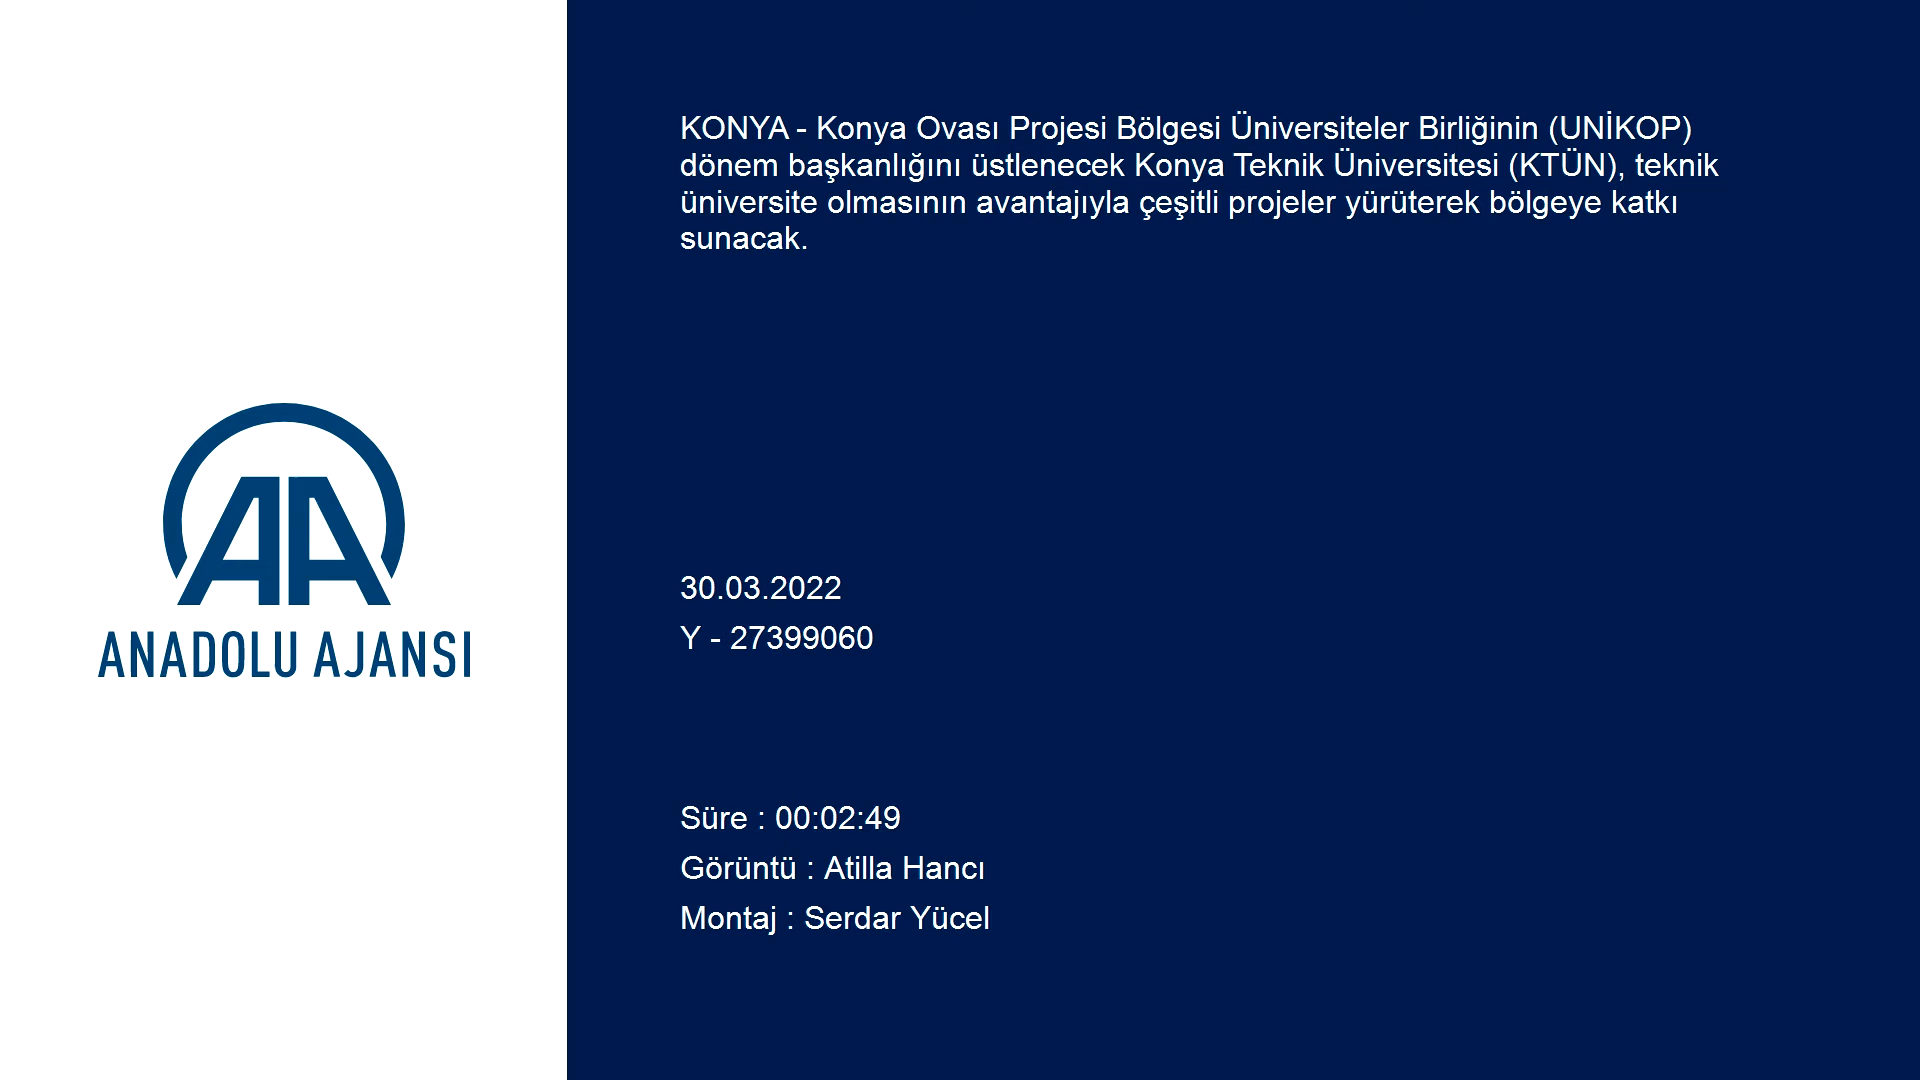 KONYA - Konya Ovası Projesi Bölgesi Üniversiteler Birliğinin (UNİKOP)
dönem başkanlığını üstlenecek Konya Teknik Üniversitesi (KTÜN), teknik
üniversite olmasının avantajıyla çeşitli projeler yürüterek bölgeye katkı
sunacak.
AA
ANADOLU AJANSI
30.03.2022
Y - 27399060
Süre : 00:02:49
Görüntü : Atilla Hancı
Montaj : Serdar Yücel